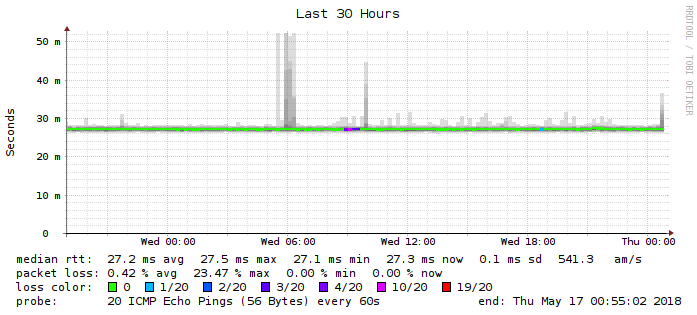 Last 30 Hours
RRDTOOL / TOBI OETIKER
Seconds
50 m
40 m
30 m
20 m
10 m
0
Wed 00:00 Wed 06:00 Wed 12:00 Wed 18:00 Thu 00:00
median rtt: 27.2 ms avg 27.5 ms max 27.1 ms min 27.3 ms now 0.1 ms sd 541.3 am/s
packet loss: 0.42 % avg 23.47 % max 0.00 % min 0.00 % now
loss color: 0 1/20 2/20 3/20 4/20 10/20 19/20
probe: 20 ICMP Echo Pings (56 Bytes) every 60s end: Thu May 17 00:55:02 2018